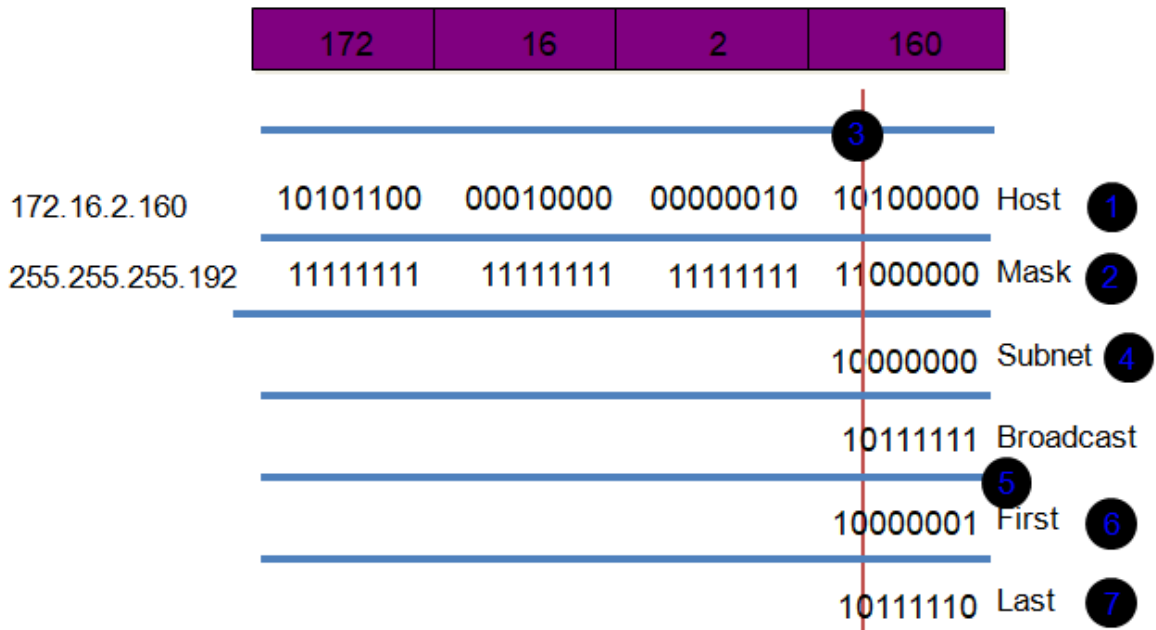 172 16 2 160
3
172.16.2.160 10101100 00010000 00000010 10100000 Host 1
255.255.255.192 11111111 11111111 11111111 11000000 Mask 2
10000000 Subnet 4
10111111 Broadcast
5
10000001 First 6
10111110 Last 7